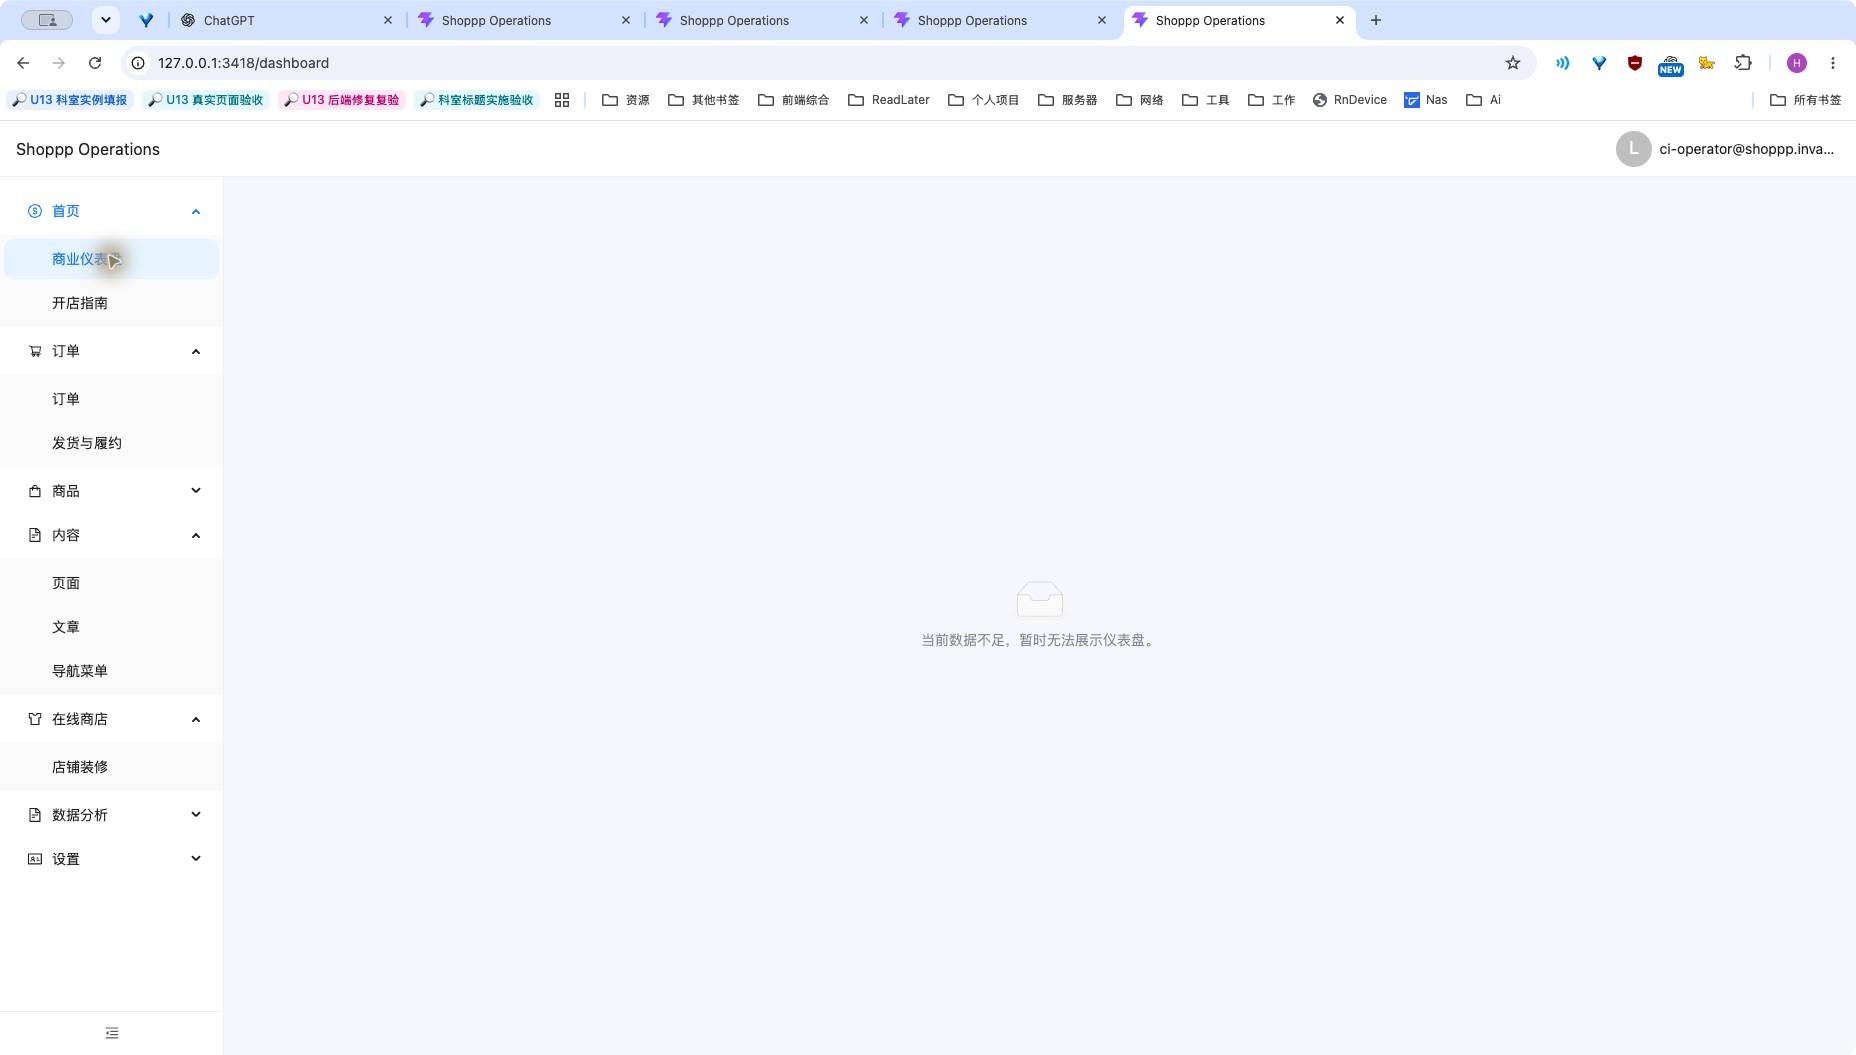 ChatGPT
Shoppp Operations
Shoppp Operations
Shoppp Operations
Shoppp Operations
127.0.0.1:3418/dashboard
NEW
H
U13 科室实例填报
U13 真实页面验收
U13 后端修复复验
科室标题实施验收
资源
其他书签
前端综合
ReadLater
个人项目
服务器
网络
工具
工作
RnDevice
Nas
Ai
所有书签
Shoppp Operations
L
ci-operator@shoppp.inva...
首页
商业仪表
开店指南
订单
订单
发货与履约
商品
内容
页面
文章
导航菜单
在线商店
店铺装修
数据分析
设置
当前数据不足，暂时无法展示仪表盘。